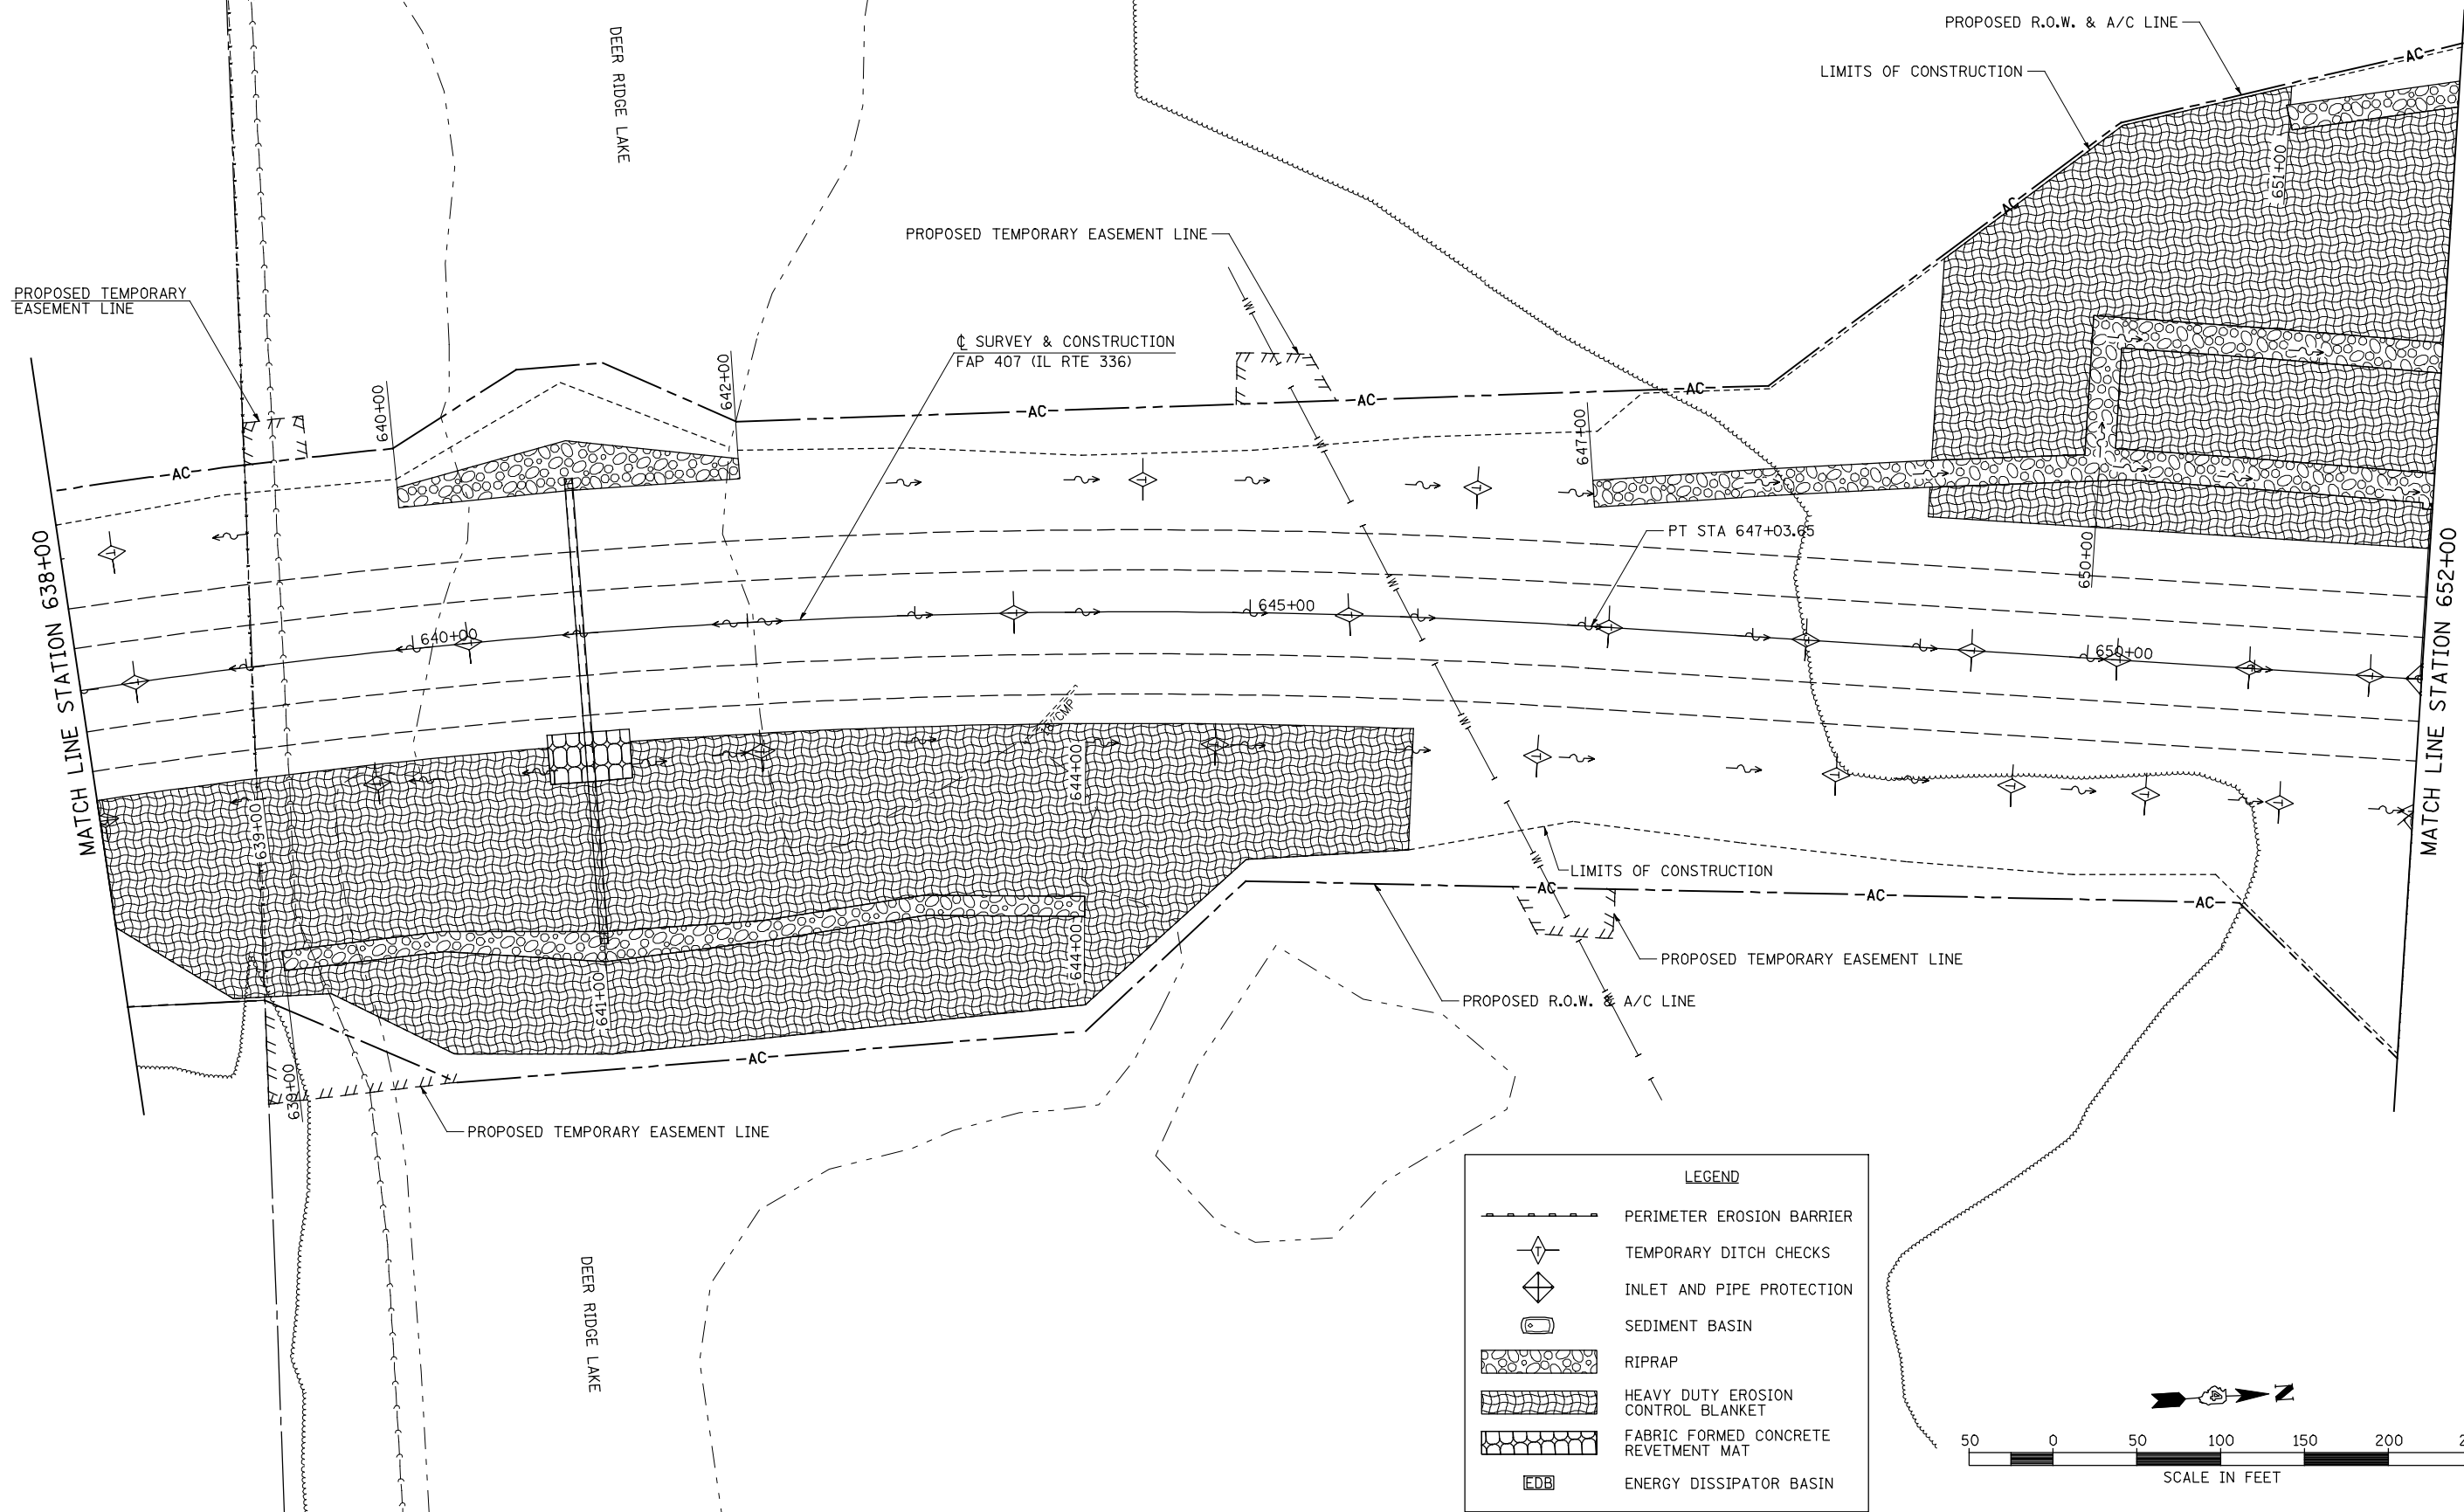 PROPOSED R.O.W. & A/C LINE
AC
LIMITS OF CONSTRUCTION
DEER RIDGE LAKE
651+00
AC
PROPOSED TEMPORARY EASEMENT LINE
PROPOSED TEMPORARY
EASEMENT LINE
W
℄ SURVEY & CONSTRUCTION
FAP 407 (IL RTE 336)
642+00
640+00
AC
AC
AC
647+00
W
AC
PT STA 647+03.65
650+00
W
645+00
640+00
650+00
MATCH LINE STATION 638+00
MATCH LINE STATION 652+00
W
644+00
639+00
W
LIMITS OF CONSTRUCTION
AC
AC
AC
644+00
PROPOSED TEMPORARY EASEMENT LINE
641+00
W
PROPOSED R.O.W. & A/C LINE
AC
639+00
PROPOSED TEMPORARY EASEMENT LINE
DEER RIDGE LAKE
LEGEND
PERIMETER EROSION BARRIER
T
TEMPORARY DITCH CHECKS
INLET AND PIPE PROTECTION
SEDIMENT BASIN
RIPRAP
HEAVY DUTY EROSION
CONTROL BLANKET
FABRIC FORMED CONCRETE
REVETMENT MAT
EDB
ENERGY DISSIPATOR BASIN
N
50 0 50 100 150 200
SCALE IN FEET